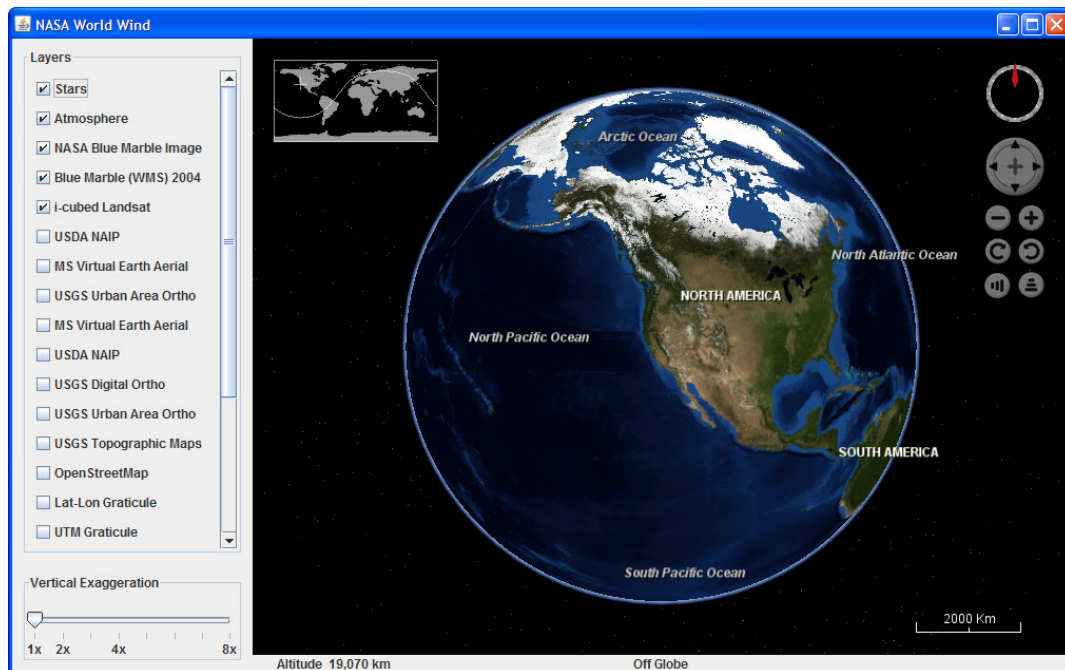 NASA World Wind
Layers
Stars
Atmosphere
NASA Blue Marble Image
Blue Marble (WMS) 2004
i-cubed Landsat
USDA NAIP
MS Virtual Earth Aerial
USGS Urban Area Ortho
MS Virtual Earth Aerial
USDA NAIP
USGS Digital Ortho
USGS Urban Area Ortho
USGS Topographic Maps
OpenStreetMap
Lat-Lon Graticule
UTM Graticule
Vertical Exaggeration
1x 2x 4x 8x
Arctic Ocean
North Atlantic Ocean
NORTH AMERICA
North Pacific Ocean
SOUTH AMERICA
South Pacific Ocean
2000 Km
Altitude 19,070 km Off Globe